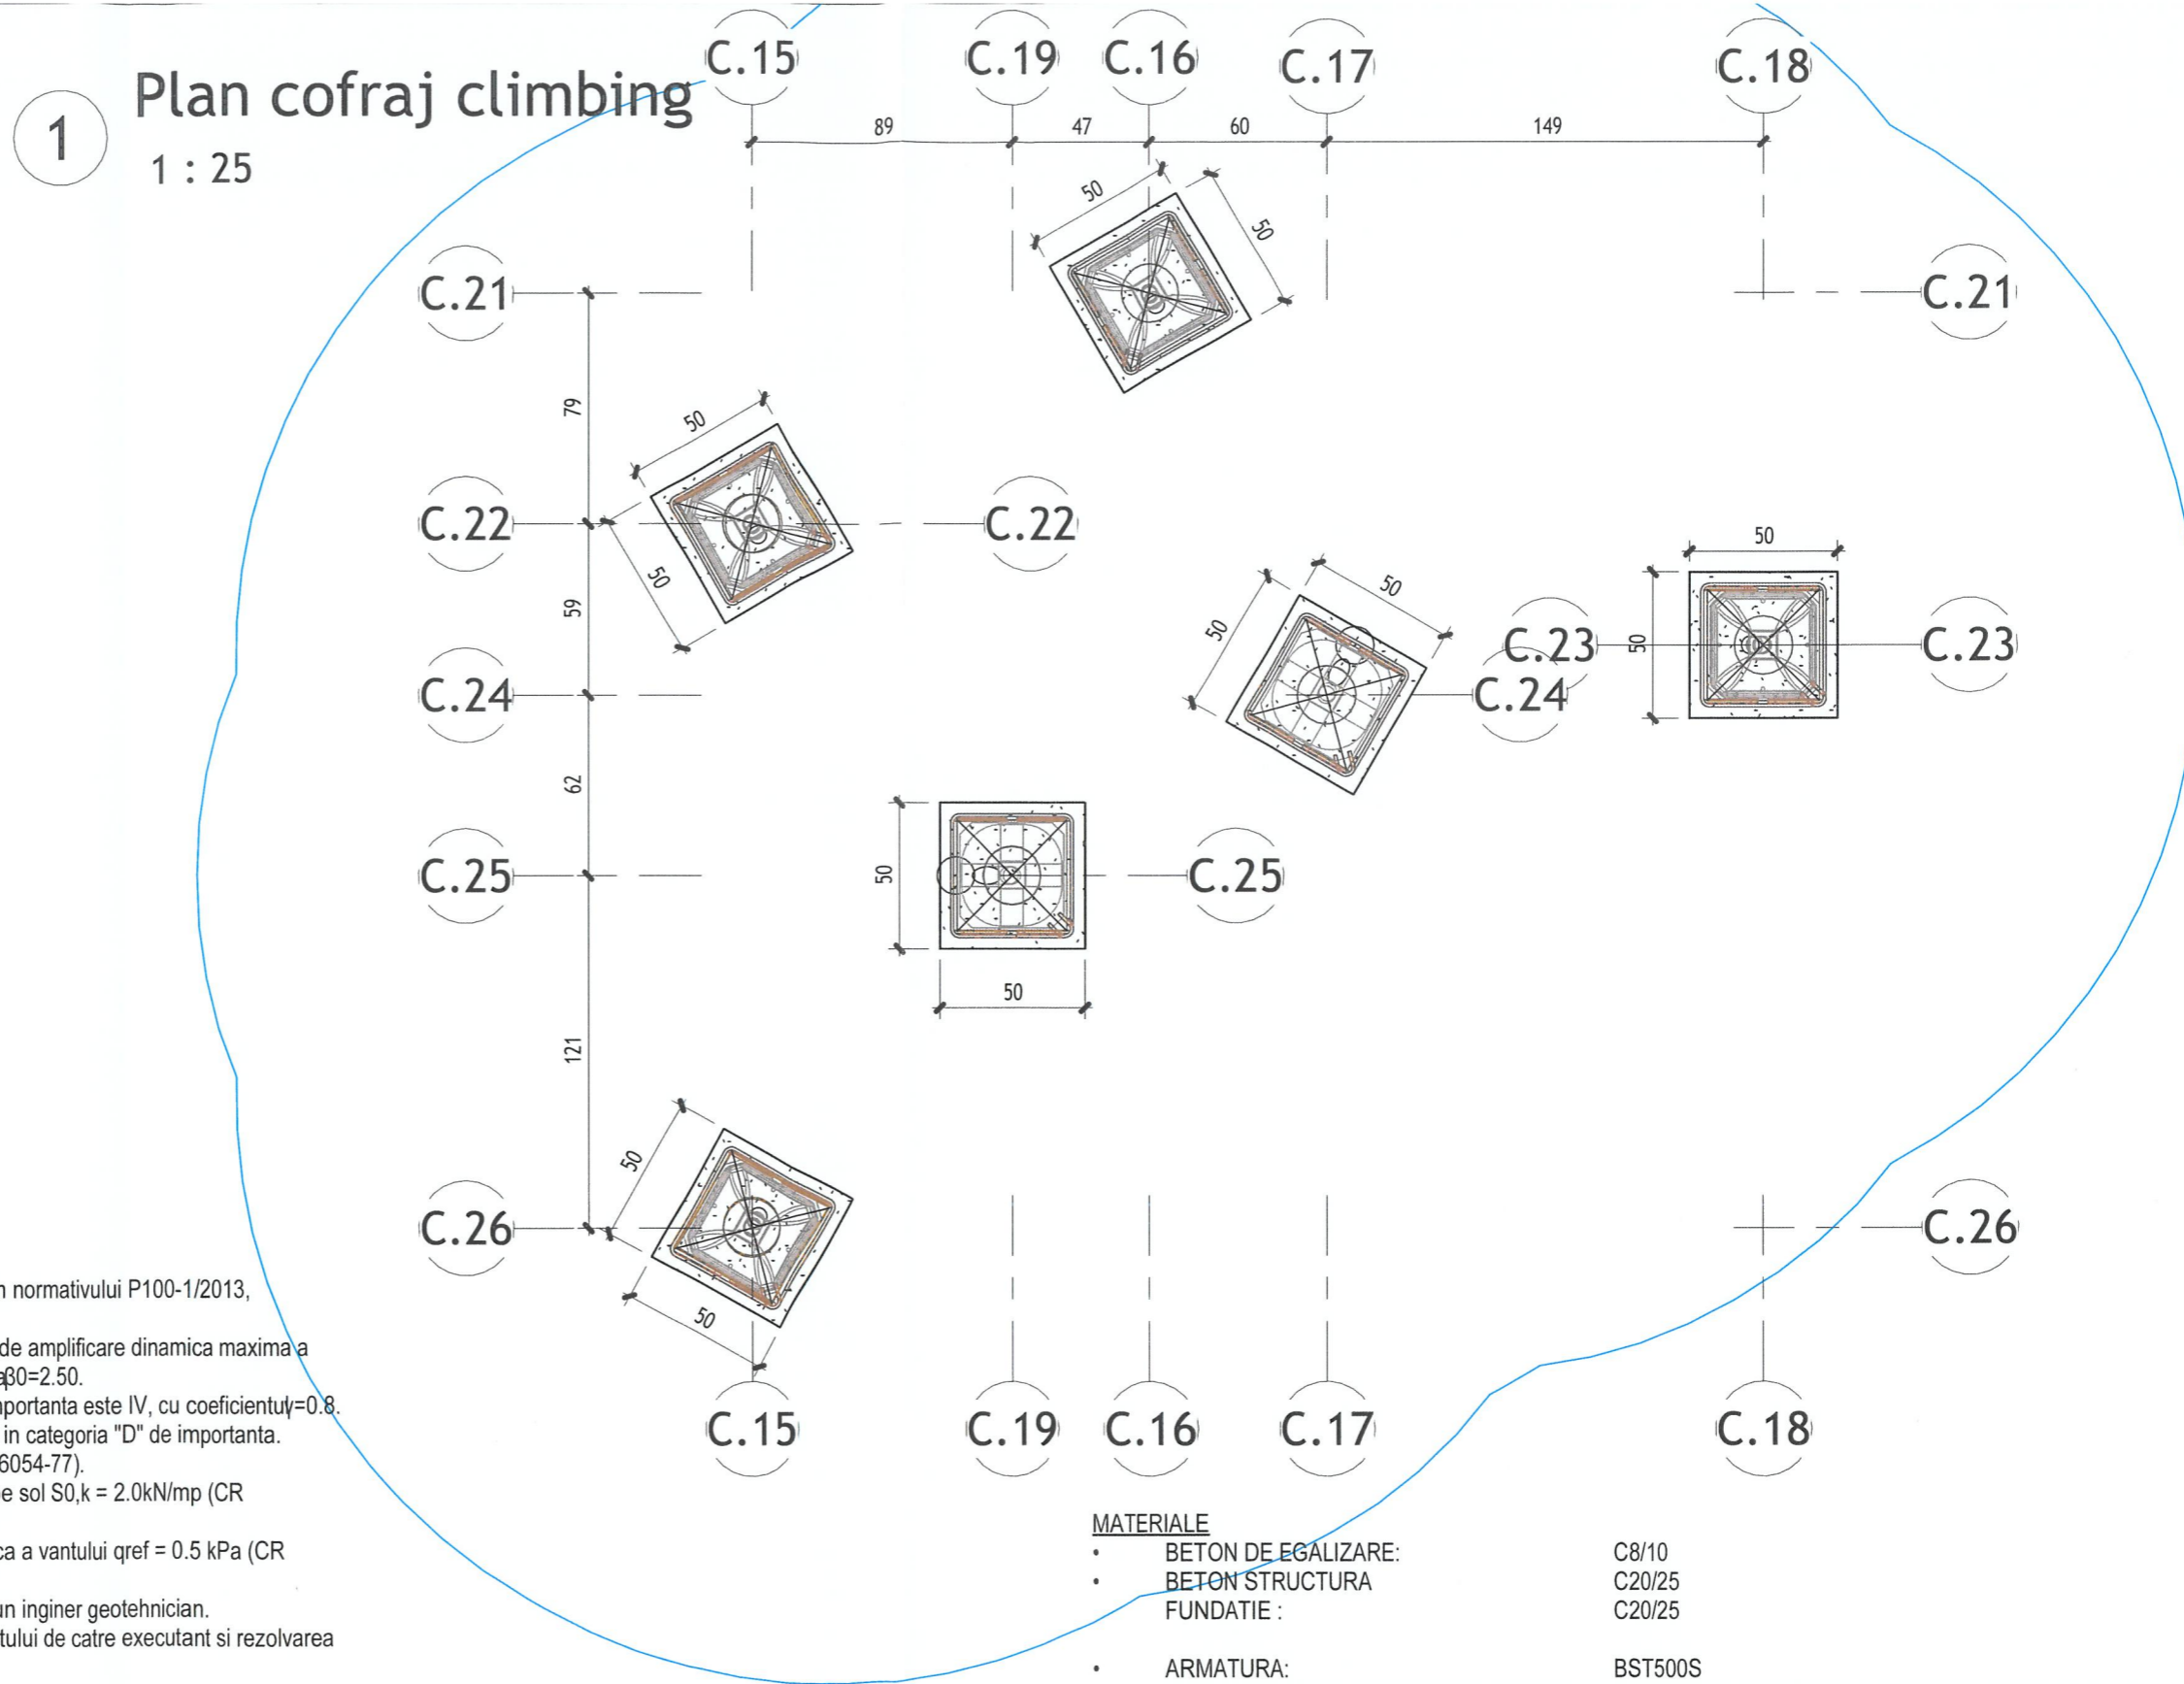 1
Plan cofraj climbing
1 : 25
C.15
C.19
C.16
C.17
C.18
89
47
60
149
50
50
C.21
C.21
79
50
50
C.22
C.22
50
50
50
50
C.23
C.23
59
C.24
C.24
62
50
50
C.25
C.25
121
50
50
C.26
C.26
C.15
C.19
C.16
C.17
C.18
normativului P100-1/2013,
de amplificare dinamica maxima a
β0=2.50.
este IV, cu coeficientul γ=0.8.
in categoria "D" de importanta.
6054-77).
sol S0,k = 2.0kN/mp (CR
a vantului qref = 0.5 kPa (CR
inginer geotehnician.
de catre executant si rezolvarea
MATERIALE
• BETON DE EGALIZARE: C8/10
• BETON STRUCTURA C20/25
FUNDATIE : C20/25
• ARMATURA: BST500S